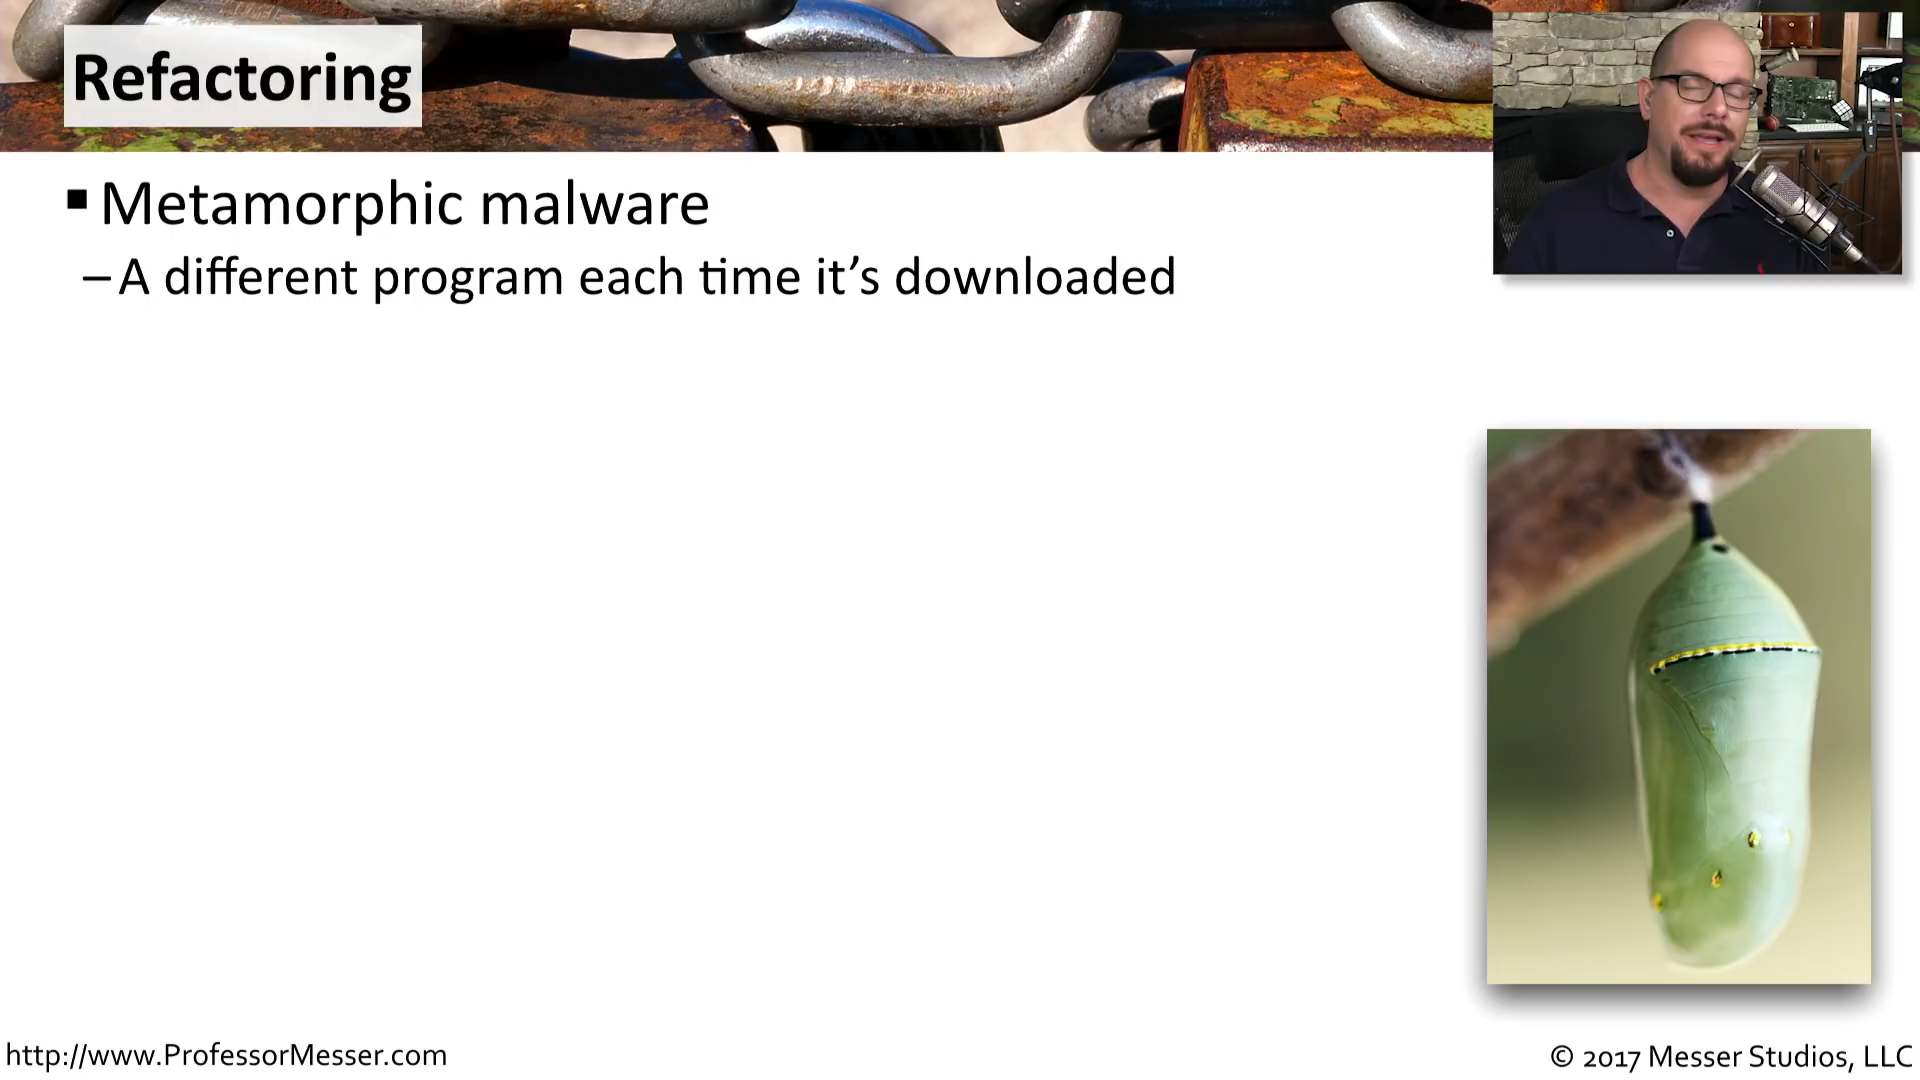 Refactoring
▪ Metamorphic malware
– A different program each time it’s downloaded
http://www.ProfessorMesser.com
© 2017 Messer Studios, LLC